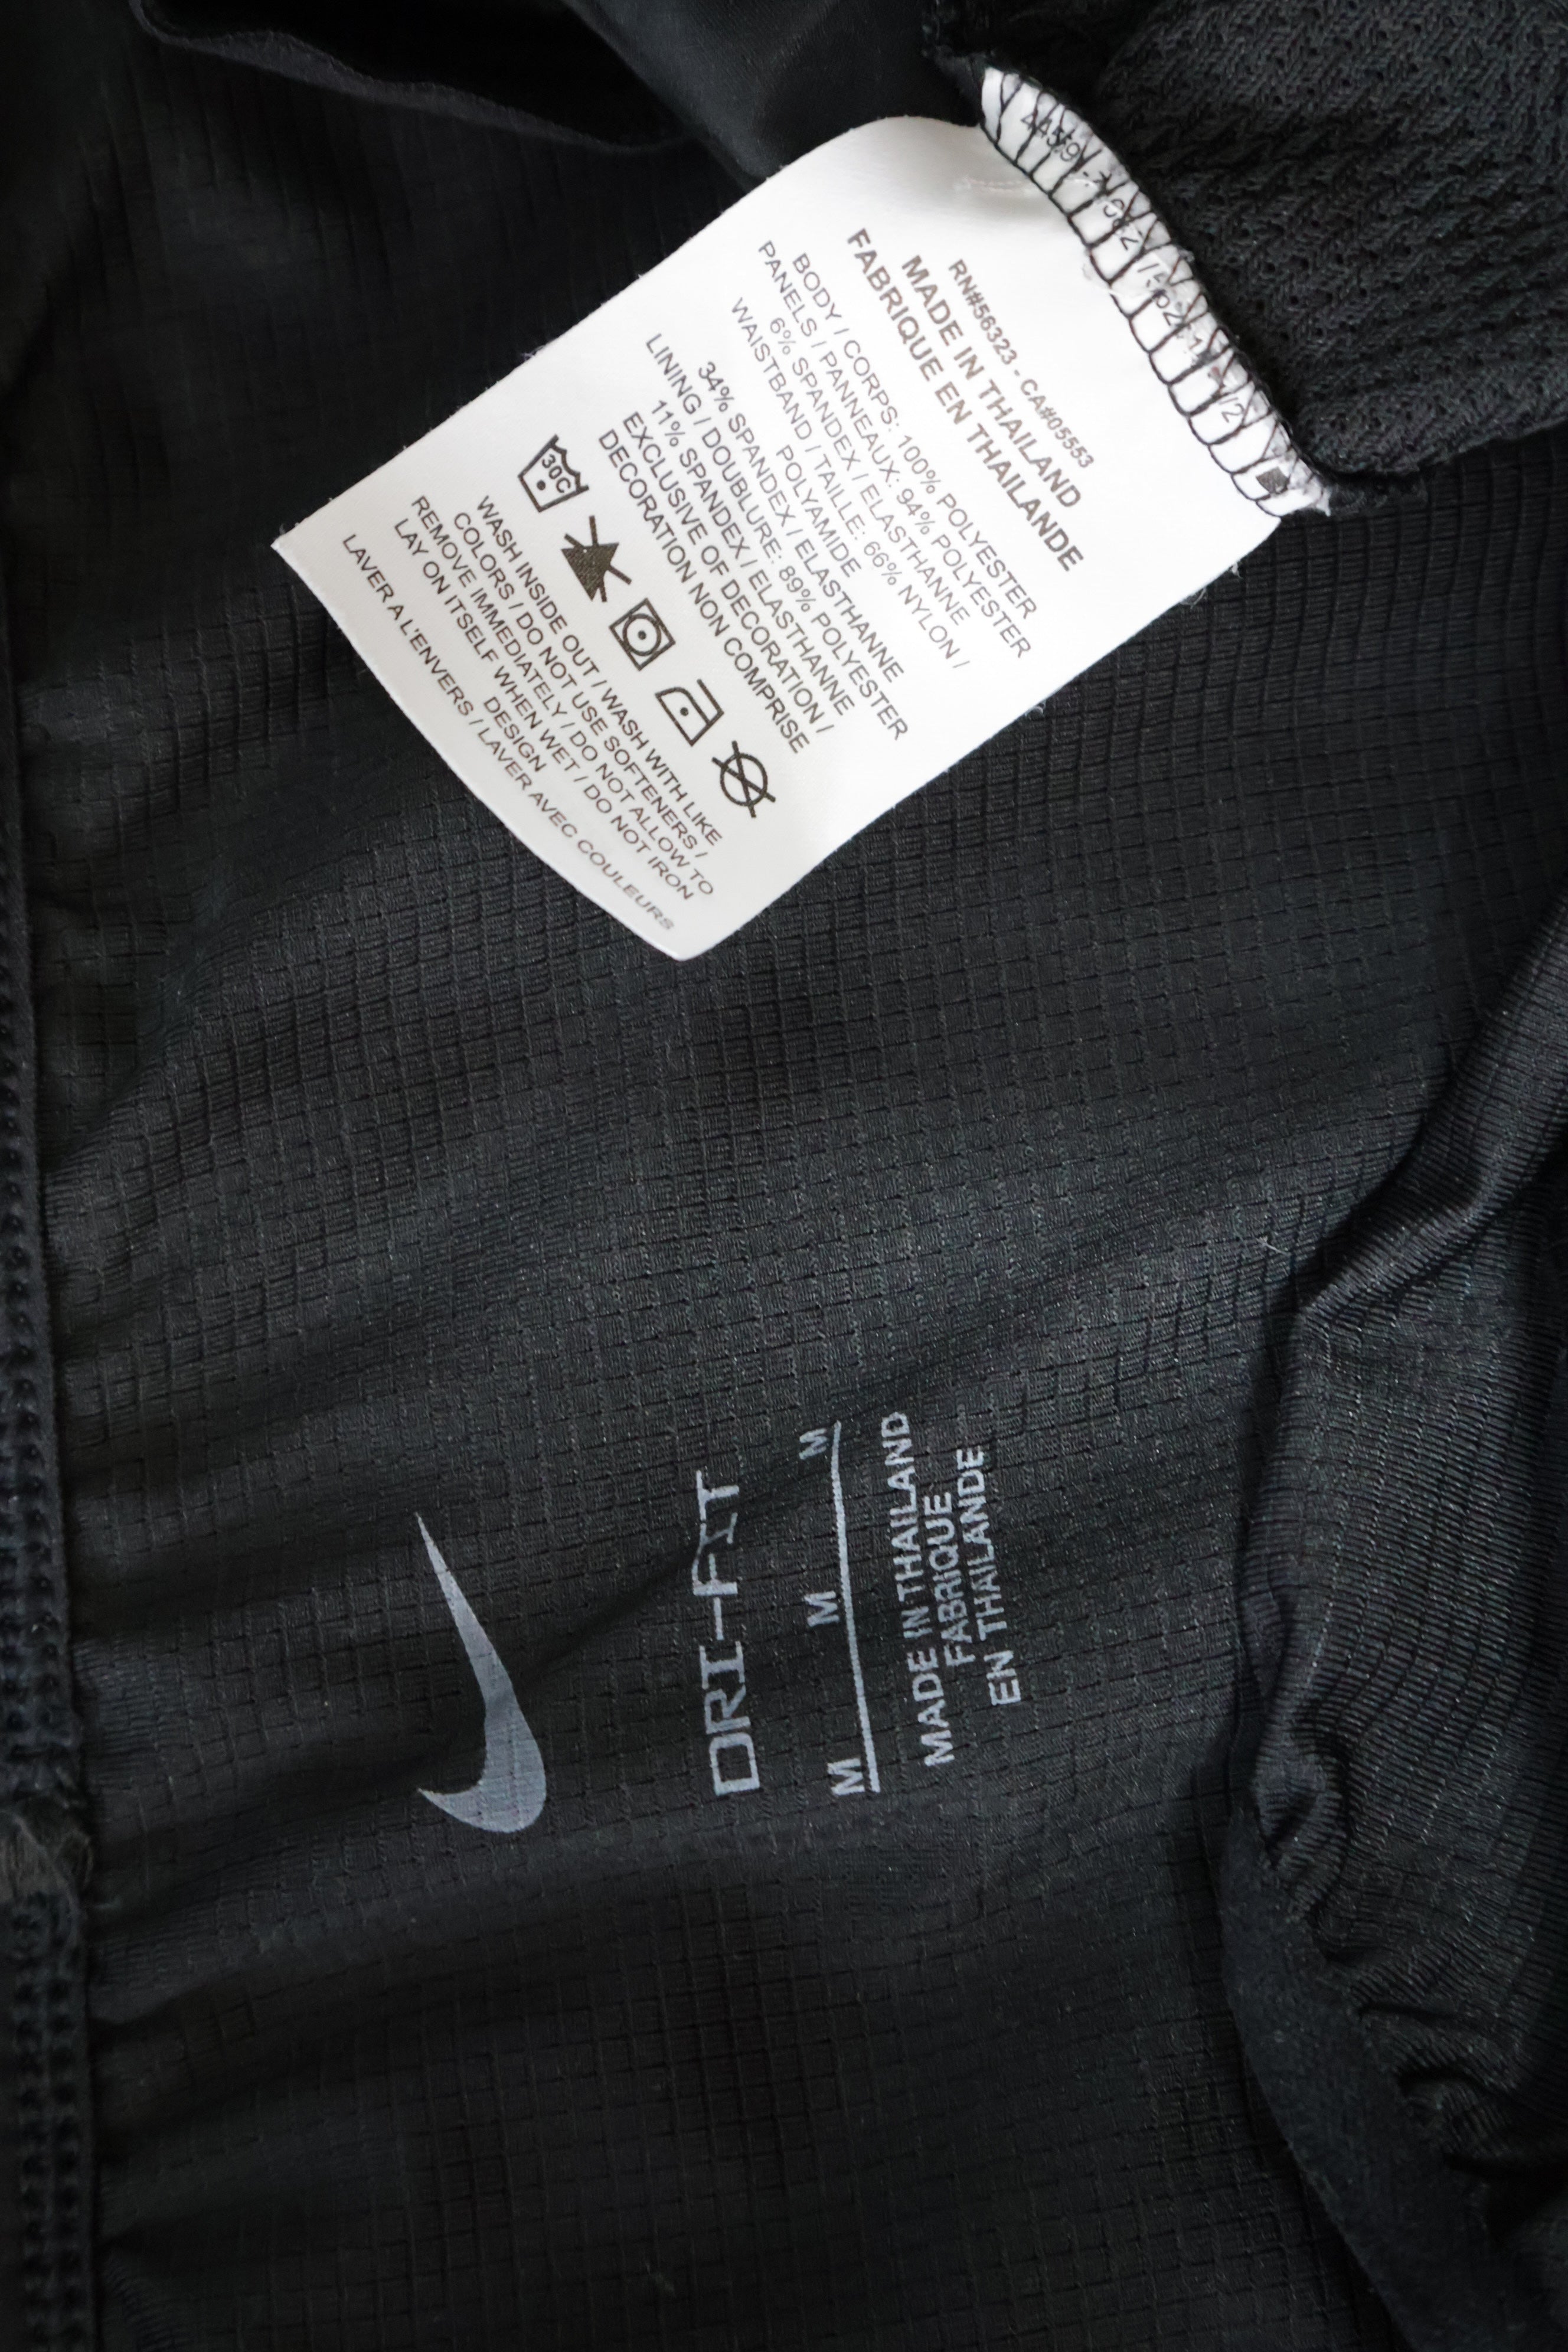 RN#56323 - CA#05553
MADE IN THAILAND
FABRIQUE EN THAILANDE
BODY / CORPS: 100% POLYESTER
PANELS / PANNEAUX: 94% POLYESTER
6% SPANDEX / ELASTHANNE
WAISTBAND / TAILLE: 66% NYLON /
POLYAMIDE
34% SPANDEX / ELASTHANNE
LINING / DOUBLURE: 89% POLYESTER
11% SPANDEX / ELASTHANNE
EXCLUSIVE OF DECORATION /
DECORATION NON COMPRISE
30C
WASH INSIDE OUT / WASH WITH LIKE
COLORS / DO NOT USE SOFTENERS /
REMOVE IMMEDIATELY / DO NOT ALLOW TO
LAY ON ITSELF WHEN WET / DO NOT IRON
DESIGN
LAVER A L'ENVERS / LAVER AVEC COULEURS
DRI-FIT
M M M
MADE IN THAILAND
FABRIQUE
EN THAILANDE